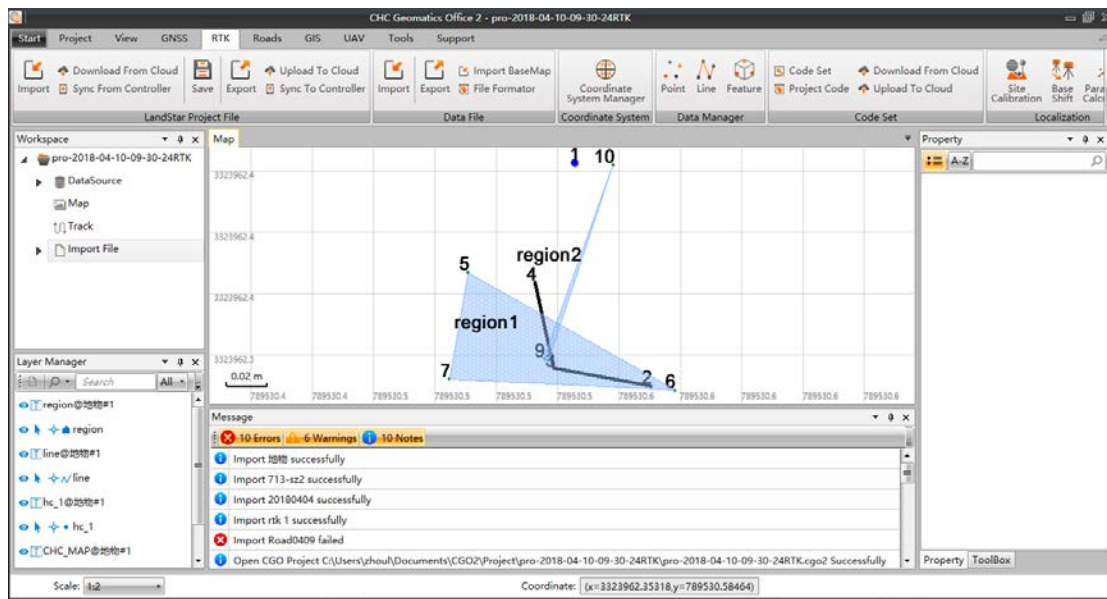 CHC Geomatics Office 2 - pro-2018-04-10-09-30-24RTK
Start Project View GNSS RTK Roads GIS UAV Tools Support
Import Download From Cloud Sync From Controller Save Export Upload To Cloud Sync To Controller Import Export Import BaseMap File Formator Coordinate System Manager Point Line Feature Code Set Project Code Download From Cloud Upload To Cloud Site Calibration Base Shift
LandStar Project File Data File Coordinate System Data Manager Code Set Localization
Workspace
pro-2018-04-10-09-30-24RTK
DataSource
Map
Track
Import File
Layer Manager
Search All
region@地物#1
region
line@地物#1
line
hc_1@地物#1
hc_1
CHC_MAP@地物#1
Map
1 10
3323962.4
3323962.4
region2
5 4
3323962.4
region1
9 3
3323962.3
7 2 6
0.02 m
789530.4 789530.4 789530.5 789530.5 789530.5 789530.6 789530.6 789530.6 789530.6
Message
10 Errors 6 Warnings 10 Notes
Import 地物 successfully
Import 713-sz2 successfully
Import 20180404 successfully
Import rtk 1 successfully
Import Road0409 failed
Open CGO Project C:\Users\zhoul\Documents\CGO2\Project\pro-2018-04-10-09-30-24RTK\pro-2018-04-10-09-30-24RTK.cgo2 Successfully
Property
A-Z
Property ToolBox
Scale: 1:2 Coordinate: (x=3323962.35318,y=789530.58464)